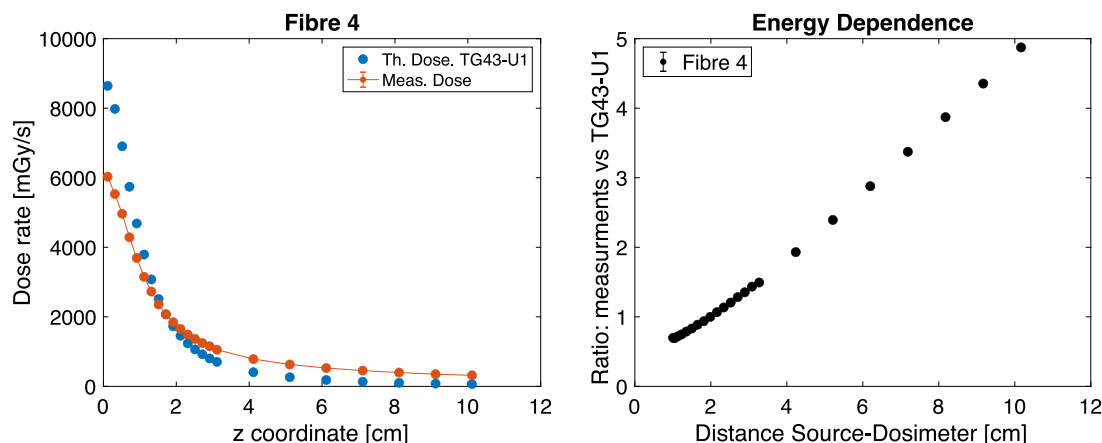 Fibre 4
Dose rate [mGy/s]
10000
8000
6000
4000
2000
0
Th. Dose. TG43-U1
Meas. Dose
0 2 4 6 8 10 12
z coordinate [cm]
Energy Dependence
Ratio: measurments vs TG43-U1
5
4
3
2
1
0
Fibre 4
0 2 4 6 8 10 12
Distance Source-Dosimeter [cm]